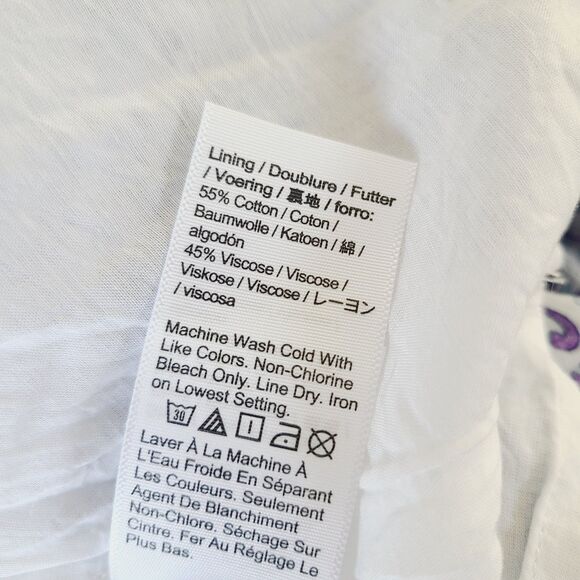 Lining / Doublure / Futter
/ Voering / 裏地 / forro:
55% Cotton / Coton /
Baumwolle / Katoen / 綿 /
algodón
45% Viscose / Viscose /
Viskose / Viscose / レーヨン
/ viscosa
Machine Wash Cold With
Like Colors. Non-Chlorine
Bleach Only. Line Dry. Iron
on Lowest Setting.
30
Laver À La Machine À
L'Eau Froide En Séparant
Les Couleurs. Seulement
Agent De Blanchiment
Non-Chlore. Séchage Sur
Cintre. Fer Au Réglage Le
Plus Bas.